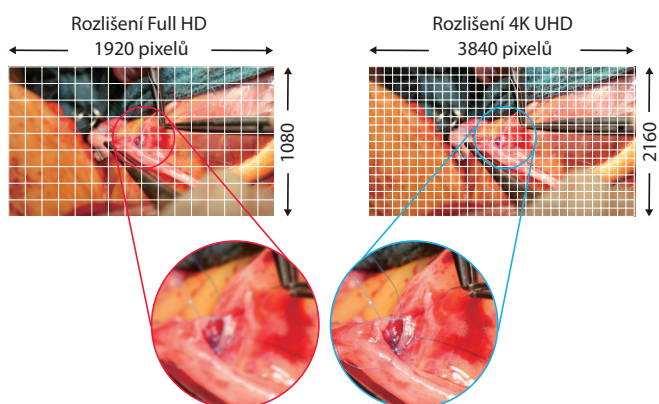 Rozlišení Full HD
1920 pixelů
1080
Rozlišení 4K UHD
3840 pixelů
2160